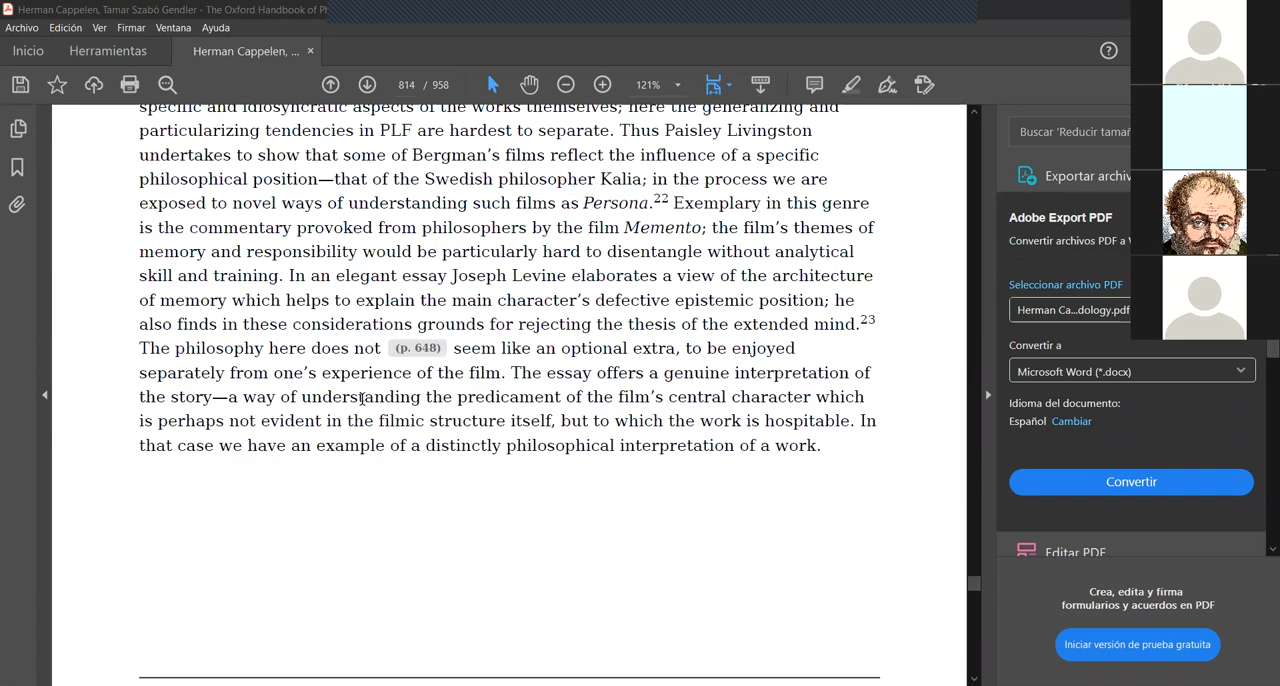 Herman Cappelen, Tamar Szabó Gendler - The Oxford Handbook of Ph
Archivo Edición Ver Firmar Ventana Ayuda
Inicio Herramientas Herman Cappelen, ... ×
814 / 958 121%
specific and idiosyncratic aspects of the works themselves; here the generalizing and
particularizing tendencies in PLF are hardest to separate. Thus Paisley Livingston
undertakes to show that some of Bergman’s films reflect the influence of a specific
philosophical position—that of the Swedish philosopher Kalia; in the process we are
exposed to novel ways of understanding such films as Persona.22 Exemplary in this genre
is the commentary provoked from philosophers by the film Memento; the film’s themes of
memory and responsibility would be particularly hard to disentangle without analytical
skill and training. In an elegant essay Joseph Levine elaborates a view of the architecture
of memory which helps to explain the main character’s defective epistemic position; he
also finds in these considerations grounds for rejecting the thesis of the extended mind.23
The philosophy here does not (p. 648) seem like an optional extra, to be enjoyed
separately from one’s experience of the film. The essay offers a genuine interpretation of
the story—a way of understanding the predicament of the film’s central character which
is perhaps not evident in the filmic structure itself, but to which the work is hospitable. In
that case we have an example of a distinctly philosophical interpretation of a work.
Buscar 'Reducir tamañ
Exportar archiv
Adobe Export PDF
Convertir archivos PDF a
Seleccionar archivo PDF
Herman Ca...dology.pdf
Convertir a
Microsoft Word (*.docx)
Idioma del documento:
Español Cambiar
Convertir
Editar PDF
Crea, edita y firma
formularios y acuerdos en PDF
Iniciar versión de prueba gratuita